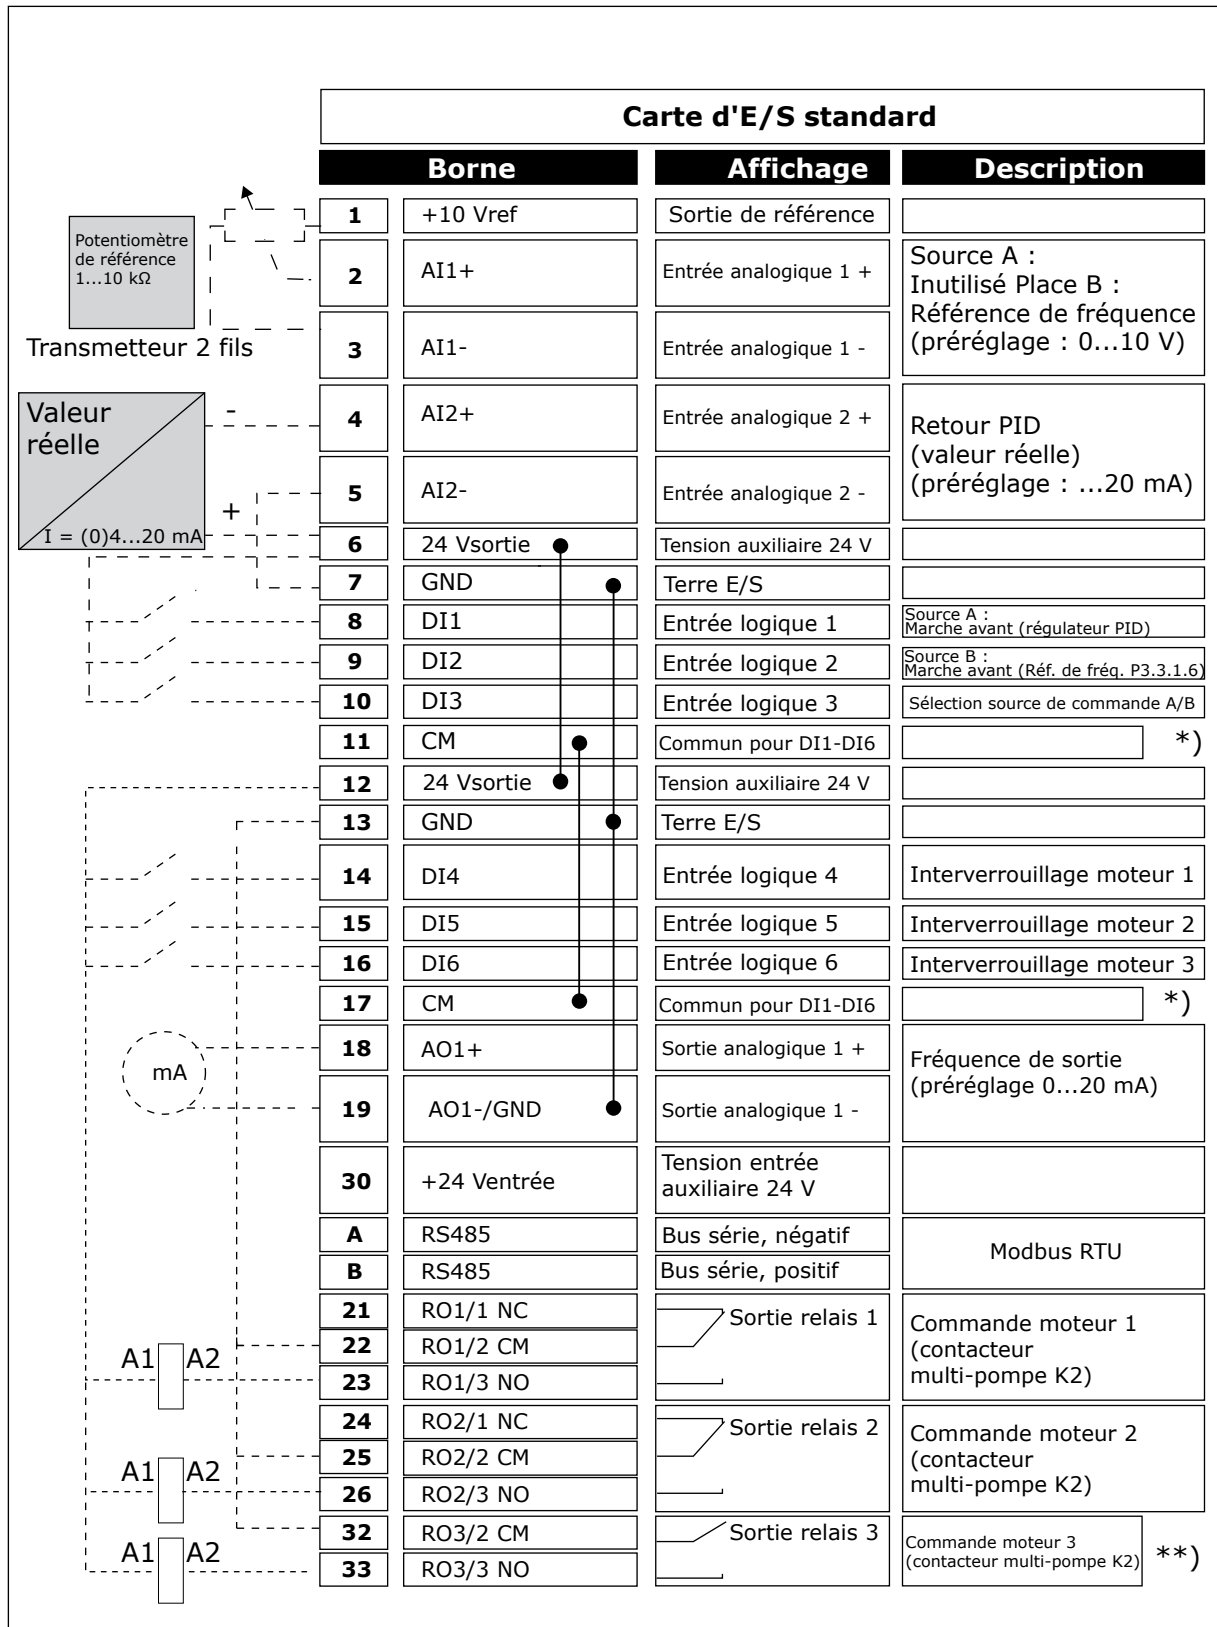 Carte d'E/S standard
Borne Affichage Description
1 +10 Vref Sortie de référence
Potentiomètre
de référence
1...10 kΩ
2 AI1+ Entrée analogique 1 +
Source A :
Inutilisé Place B :
Référence de fréquence
(préréglage : 0...10 V)
Transmetteur 2 fils
3 AI1- Entrée analogique 1 -
Valeur
réelle
-
+
I = (0)4...20 mA
4 AI2+ Entrée analogique 2 +
Retour PID
(valeur réelle)
(préréglage : ...20 mA)
5 AI2- Entrée analogique 2 -
6 24 Vsortie Tension auxiliaire 24 V
7 GND Terre E/S
8 DI1 Entrée logique 1
Source A :
Marche avant (régulateur PID)
9 DI2 Entrée logique 2
Source B :
Marche avant (Réf. de fréq. P3.3.1.6)
10 DI3 Entrée logique 3 Sélection source de commande A/B
11 CM Commun pour DI1-DI6 *)
12 24 Vsortie Tension auxiliaire 24 V
13 GND Terre E/S
14 DI4 Entrée logique 4 Interverrouillage moteur 1
15 DI5 Entrée logique 5 Interverrouillage moteur 2
16 DI6 Entrée logique 6 Interverrouillage moteur 3
17 CM Commun pour DI1-DI6 *)
mA
18 AO1+ Sortie analogique 1 +
Fréquence de sortie
(préréglage 0...20 mA)
19 AO1-/GND Sortie analogique 1 -
30 +24 Ventrée
Tension entrée
auxiliaire 24 V
A RS485 Bus série, négatif
Modbus RTU
B RS485 Bus série, positif
21 RO1/1 NC
Sortie relais 1
22 RO1/2 CM
Commande moteur 1
(contacteur
multi-pompe K2)
A1 A2
23 RO1/3 NO
24 RO2/1 NC
Sortie relais 2
25 RO2/2 CM
Commande moteur 2
(contacteur
multi-pompe K2)
A1 A2
26 RO2/3 NO
32 RO3/2 CM Sortie relais 3
Commande moteur 3
(contacteur multi-pompe K2)
**)
A1 A2
33 RO3/3 NO